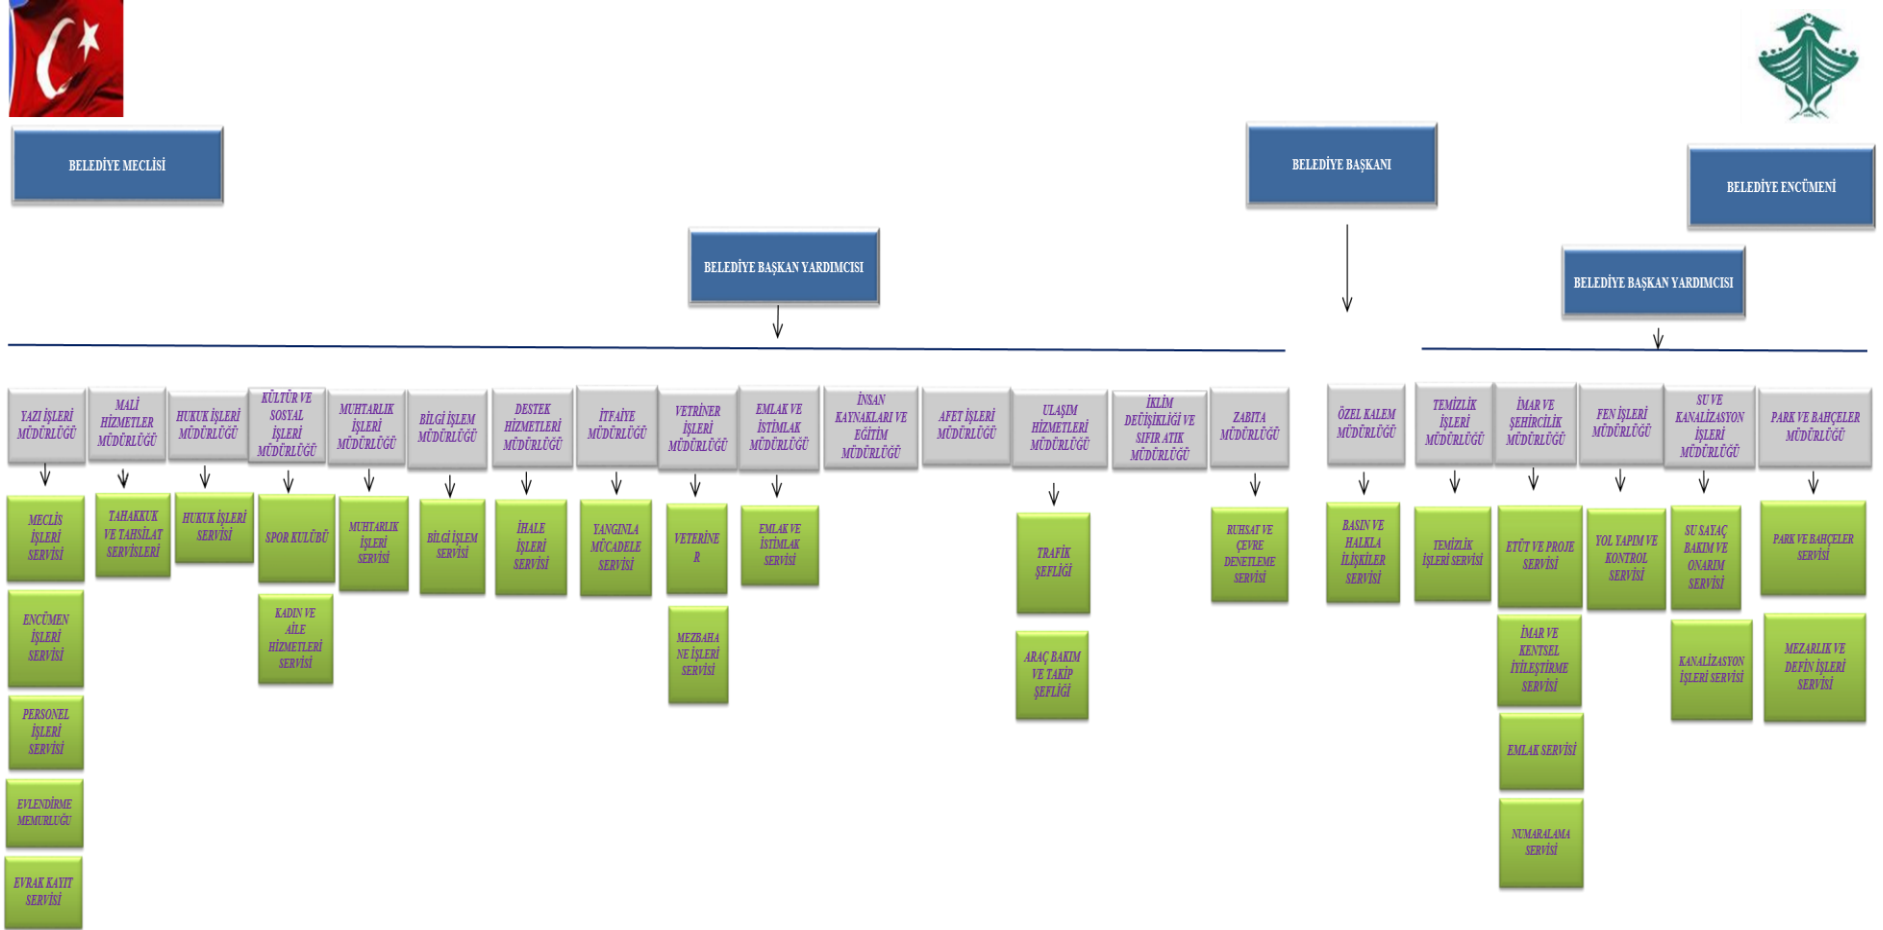 BELEDİYE MECLİSİ
BELEDİYE BAŞKANI
BELEDİYE ENCÜMENİ
BELEDİYE BAŞKAN YARDIMCISI
BELEDİYE BAŞKAN YARDIMCISI
YAZI İŞLERİ
MÜDÜRLÜĞÜ
MALİ
HİZMETLER
MÜDÜRLÜĞÜ
HUKUK İŞLERİ
MÜDÜRLÜĞÜ
KÜLTÜR VE
SOSYAL
İŞLERİ
MÜDÜRLÜĞÜ
MUHTARLIK
İŞLERİ
MÜDÜRLÜĞÜ
BİLGİ İŞLEM
MÜDÜRLÜĞÜ
DESTEK
HİZMETLERİ
MÜDÜRLÜĞÜ
İTFAİYE
MÜDÜRLÜĞÜ
VETRİNER
İŞLERİ
MÜDÜRLÜĞÜ
EMLAK VE
İSTİMLAK
MÜDÜRLÜĞÜ
İNSAN
KAYNAKLARI VE
EĞİTİM
MÜDÜRLÜĞÜ
AFET İŞLERİ
MÜDÜRLÜĞÜ
ULAŞIM
HİZMETLERİ
MÜDÜRLÜĞÜ
İKLİM
DEÜİŞİKLİĞİ VE
SIFIR ATIK
MÜDÜRLÜĞÜ
ZABITA
MÜDÜRLÜĞÜ
ÖZEL KALEM
MÜDÜRLÜĞÜ
TEMİZLİK
İŞLERİ
MÜDÜRLÜĞÜ
İMAR VE
ŞEHİRCİLİK
MÜDÜRLÜĞÜ
FEN İŞLERİ
MÜDÜRLÜĞÜ
SU VE
KANALİZASYON
İŞLERİ
MÜDÜRLÜĞÜ
PARK VE BAHÇELER
MÜDÜRLÜĞÜ
MECLİS
İŞLERİ
SERVİSİ
TAHAKKUK
VE TAHSİLAT
SERVİSLERİ
HUKUK İŞLERİ
SERVİSİ
SPOR KULÜBÜ
MUHTARLIK
İŞLERİ
SERVİSİ
BİLGİ İŞLEM
SERVİSİ
İHALE
İŞLERİ
SERVİSİ
YANGINLA
MÜCADELE
SERVİSİ
VETERİNE
R
EMLAK VE
İSTİMLAK
SERVİSİ
TRAFİK
ŞEFLİĞİ
RUHSAT VE
ÇEVRE
DENETLEME
SERVİSİ
BASIN VE
HALKLA
İLİŞKİLER
SERVİSİ
TEMİZLİK
İŞLERİ SERVİSİ
ETÜT VE PROJE
SERVİSİ
YOL YAPIM VE
KONTROL
SERVİSİ
SU SAYAÇ
BAKIM VE
ONARIM
SERVİSİ
PARK VE BAHÇELER
SERVİSİ
ENCÜMEN
İŞLERİ
SERVİSİ
KADIN VE
AİLE
HİZMETLERİ
SERVİSİ
MEZBAHA
NE İŞLERİ
SERVİSİ
ARAÇ BAKIM
VE TAKİP
ŞEFLİĞİ
İMAR VE
KENTSEL
İYİLEŞTİRME
SERVİSİ
KANALİZASYON
İŞLERİ SERVİSİ
MEZARLIK VE
DEFİN İŞLERİ
SERVİSİ
PERSONEL
İŞLERİ
SERVİSİ
EMLAK SERVİSİ
EVLENDİRME
MEMURLUĞU
NUMARALAMA
SERVİSİ
EVRAK KAYIT
SERVİSİ